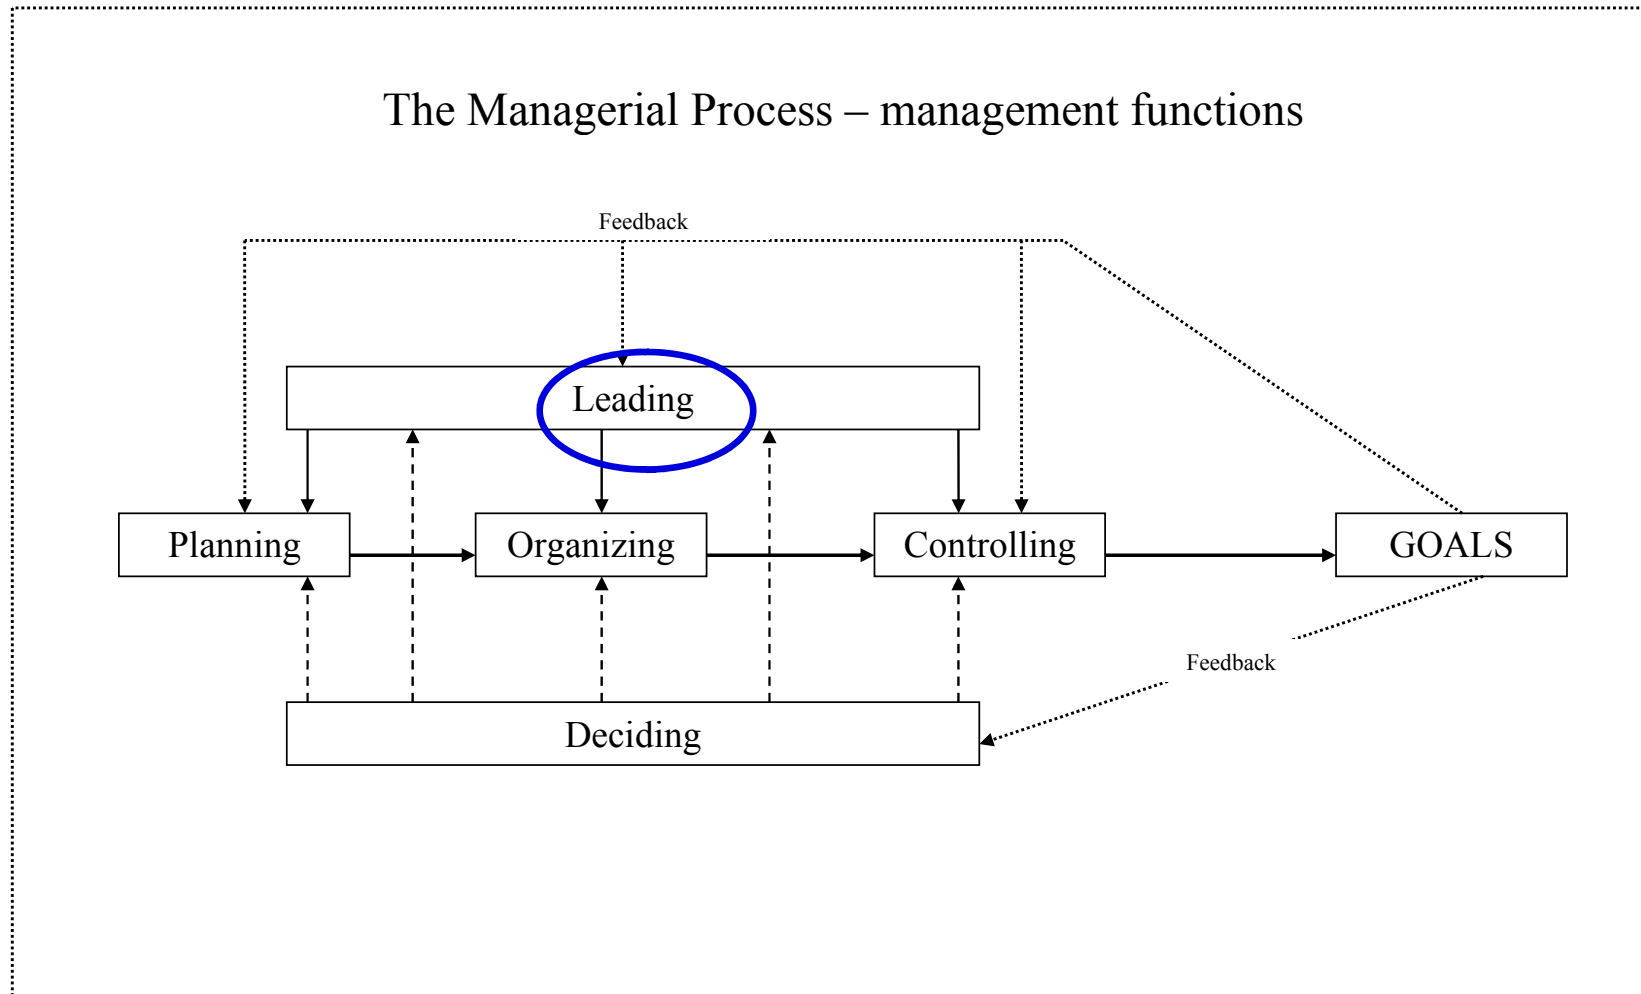 The Managerial Process – management functions
Feedback
Leading
Planning
Organizing
Controlling
GOALS
Feedback
Deciding